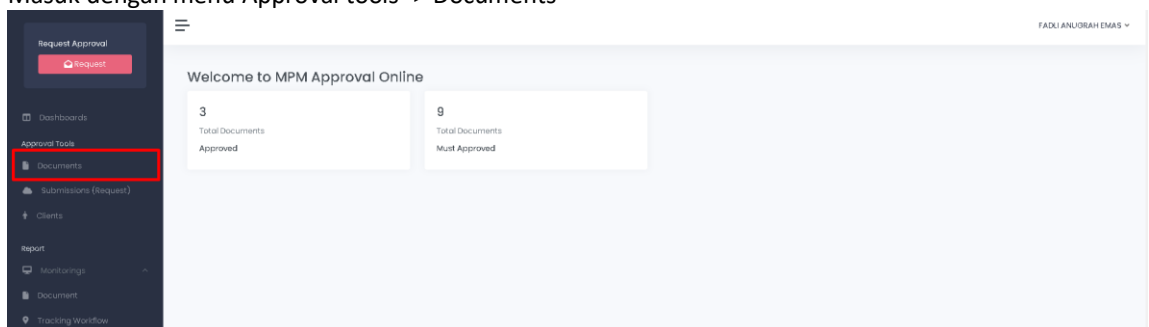 Masuk dengan menu Approval tools -> Documents
FADLI ANUGRAH EMAS
Request Approval
Request
Welcome to MPM Approval Online
3
Total Documents
Approved
9
Total Documents
Must Approved
Dashboards
Approval Tools
Documents
Submissions (Request)
Clients
Report
Monitorings
Document
Tracking Workflow